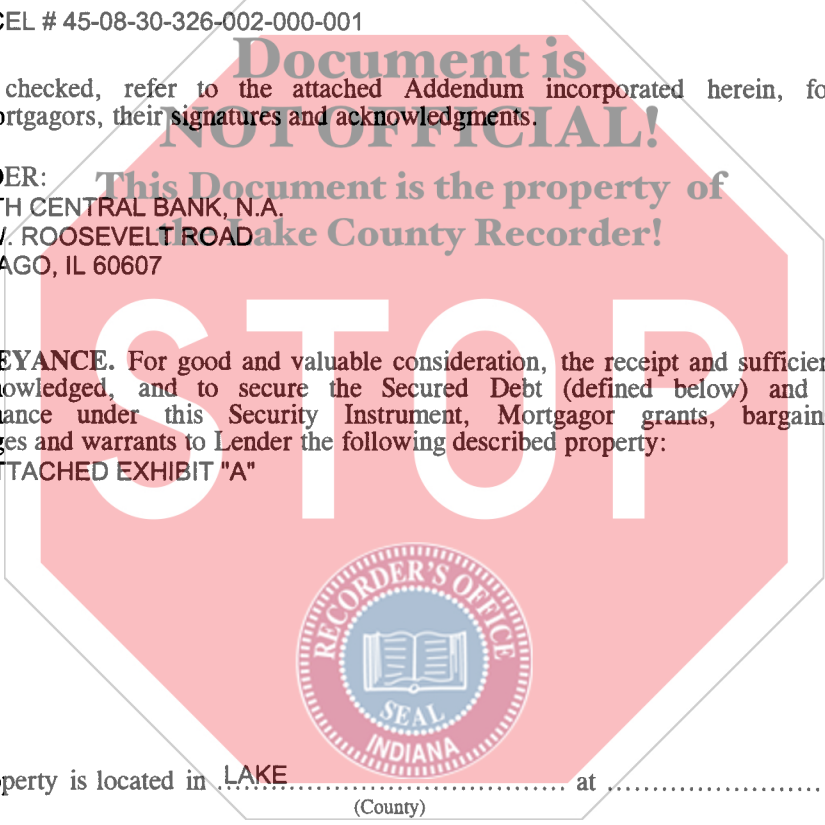 CEL # 45-08-30-326-002-000-001
Document is
checked, refer to the attached Addendum incorporated herein, fo
ortgagors, their signatures and acknowledgments.
NOT OFFICIAL!
DER:
This Document is the property of
TH CENTRAL BANK, N.A.
W. ROOSEVELT ROAD
the Lake County Recorder!
AGO, IL 60607
STOP
EYANCE. For good and valuable consideration, the receipt and sufficien
nowledged, and to secure the Secured Debt (defined below) and
nance under this Security Instrument, Mortgagor grants, bargain
ges and warrants to Lender the following described property:
TTACHED EXHIBIT "A"
RECORDER'S OFFICE
SEAL
INDIANA
operty is located in LAKE at
(County)